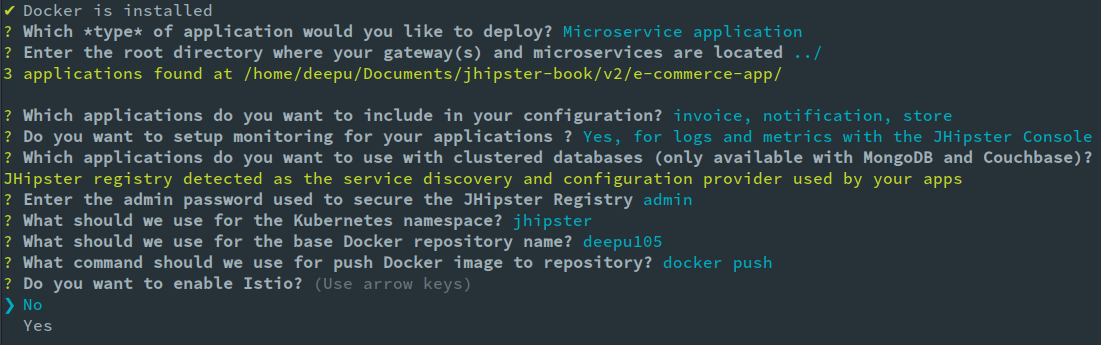 ✔ Docker is installed
? Which *type* of application would you like to deploy? Microservice application
? Enter the root directory where your gateway(s) and microservices are located ../
3 applications found at /home/deepu/Documents/jhipster-book/v2/e-commerce-app/
? Which applications do you want to include in your configuration? invoice, notification, store
? Do you want to setup monitoring for your applications ? Yes, for logs and metrics with the JHipster Console
? Which applications do you want to use with clustered databases (only available with MongoDB and Couchbase)?
JHipster registry detected as the service discovery and configuration provider used by your apps
? Enter the admin password used to secure the JHipster Registry admin
? What should we use for the Kubernetes namespace? jhipster
? What should we use for the base Docker repository name? deepu105
? What command should we use for push Docker image to repository? docker push
? Do you want to enable Istio? (Use arrow keys)
❯ No
Yes